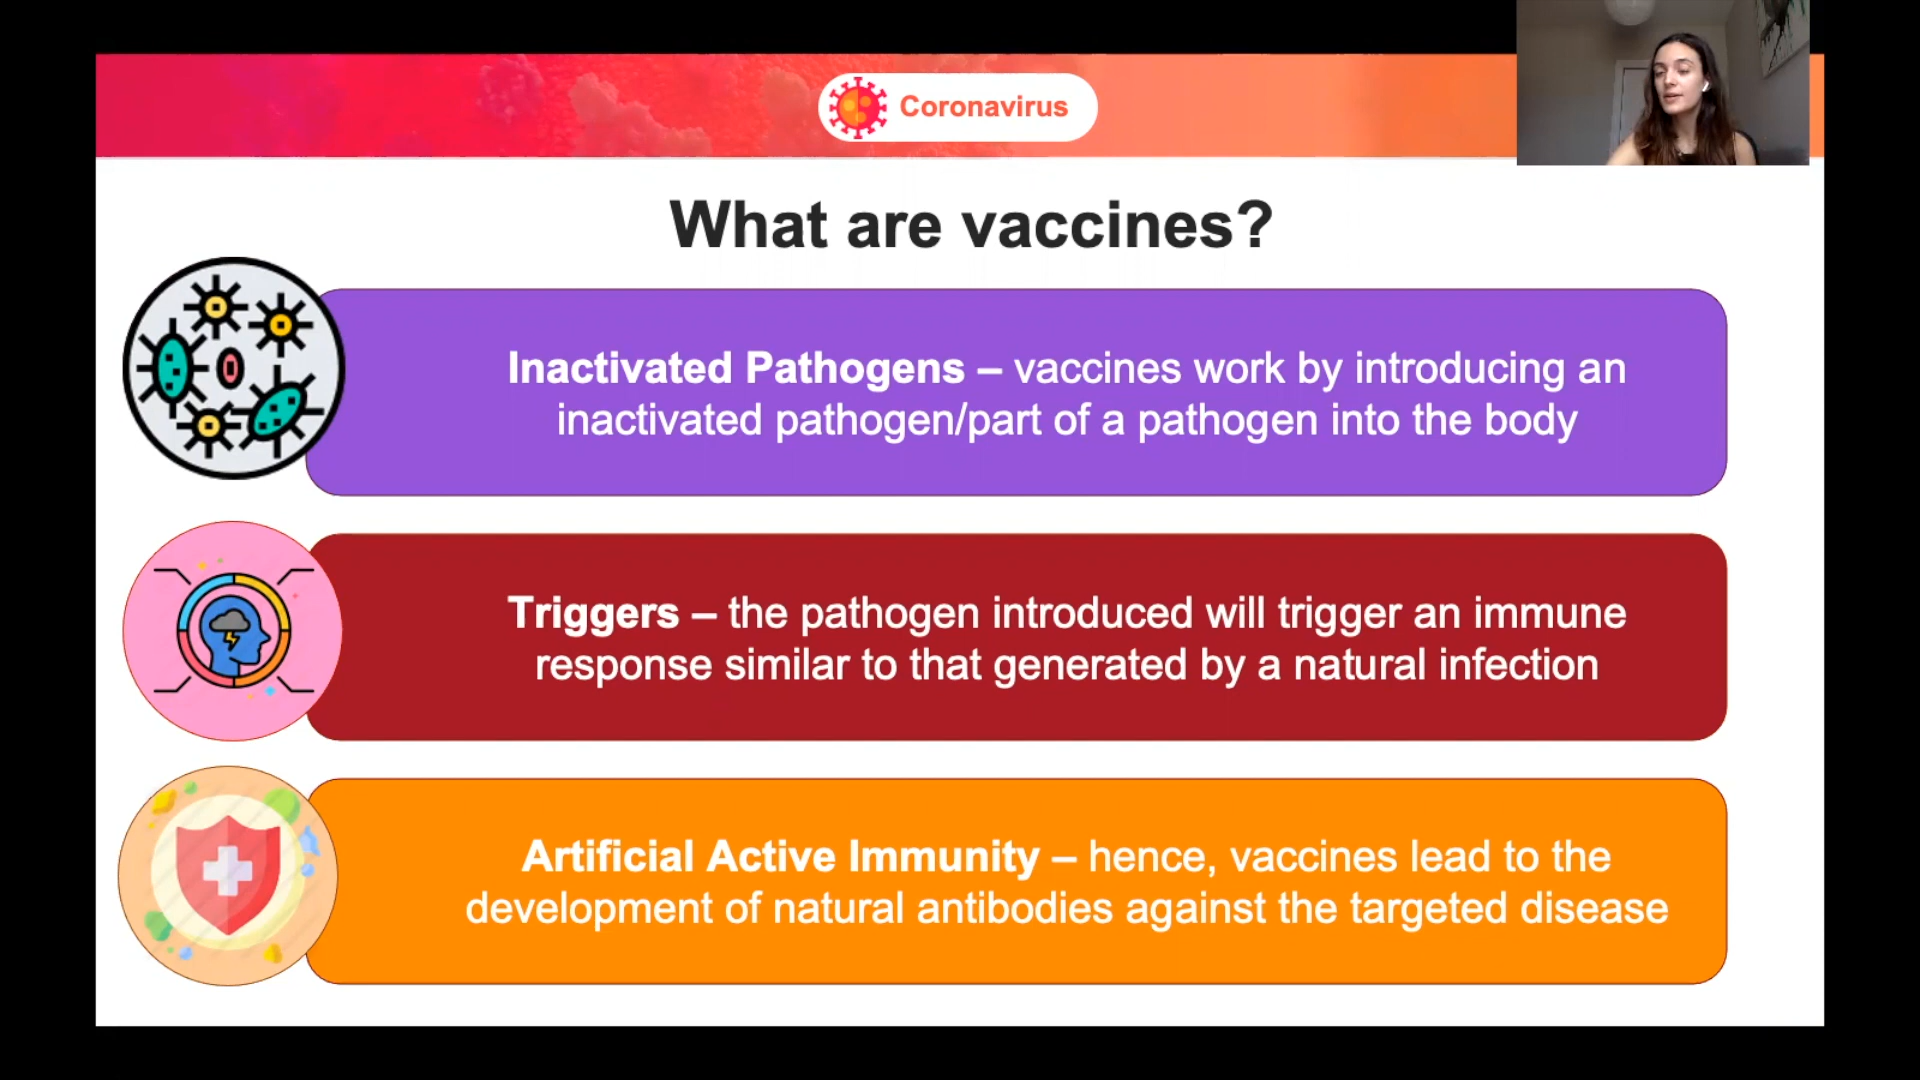 Coronavirus
What are vaccines?
Inactivated Pathogens – vaccines work by introducing an
inactivated pathogen/part of a pathogen into the body
Triggers – the pathogen introduced will trigger an immune
response similar to that generated by a natural infection
Artificial Active Immunity – hence, vaccines lead to the
development of natural antibodies against the targeted disease